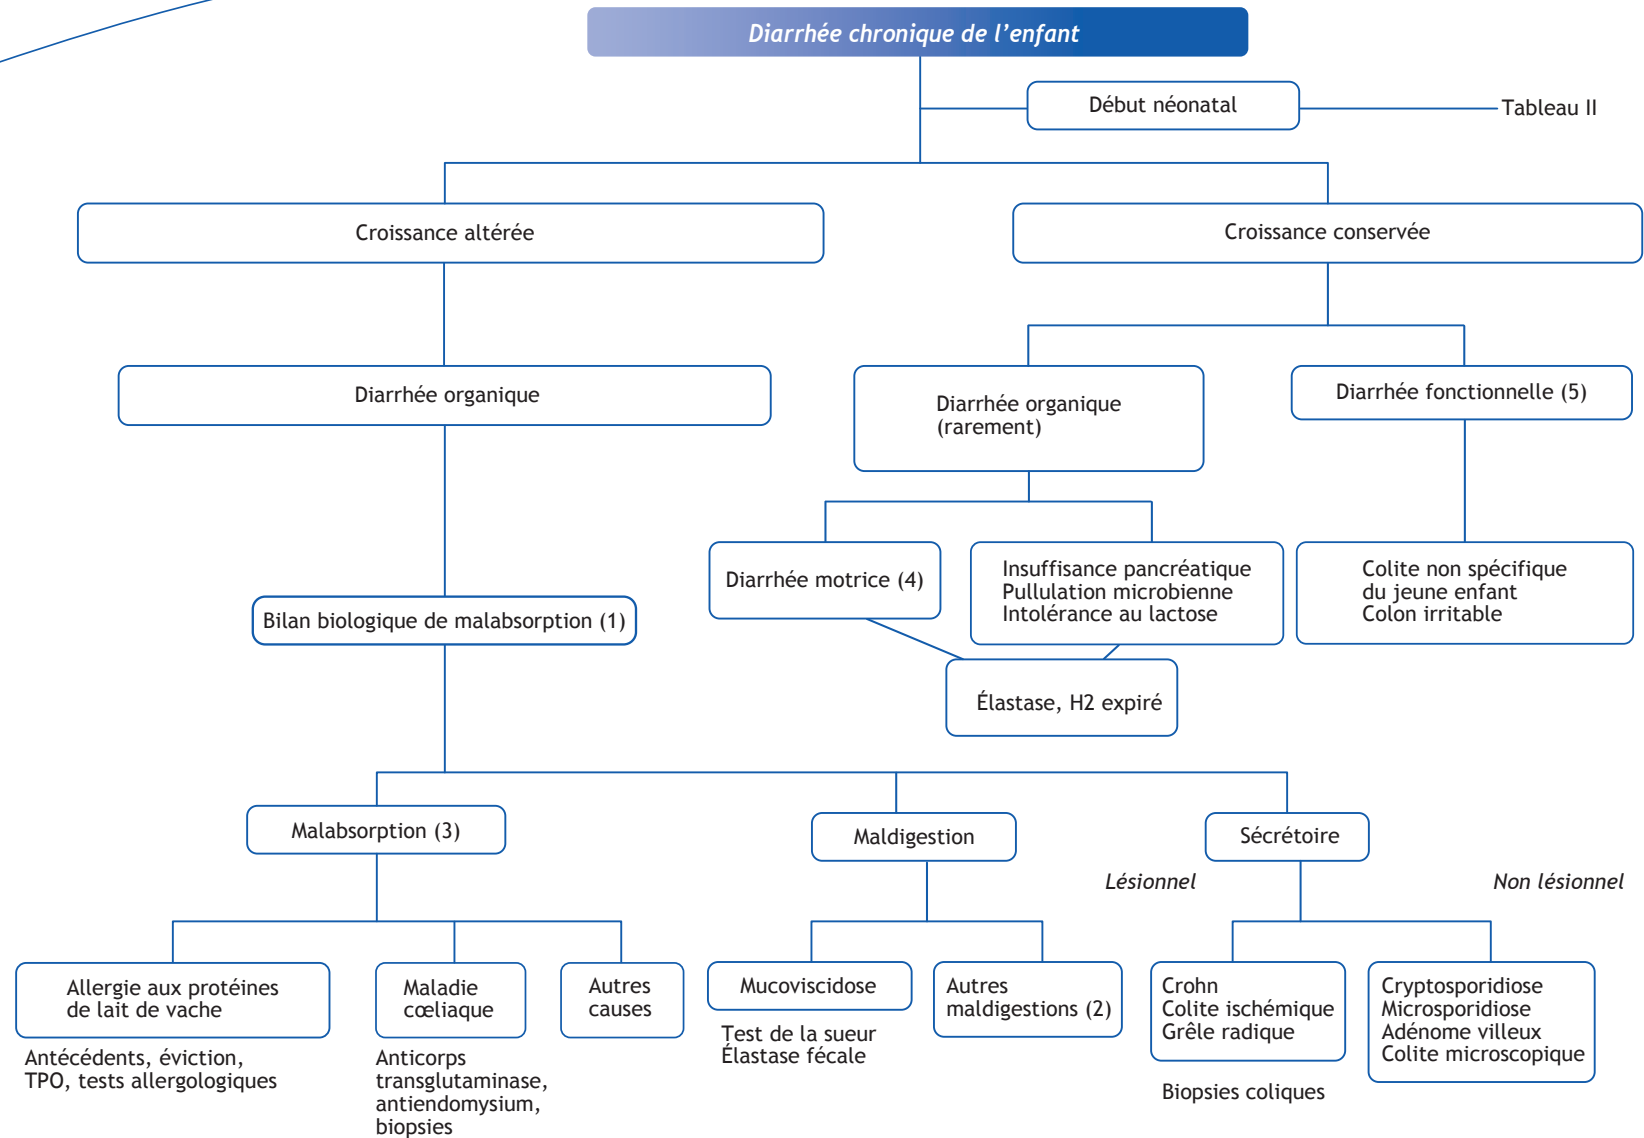 Diarrhée chronique de l’enfant
Début néonatal
Tableau II
Croissance altérée
Croissance conservée
Diarrhée organique
Diarrhée organique
(rarement)
Diarrhée fonctionnelle (5)
Bilan biologique de malabsorption (1)
Diarrhée motrice (4)
Insuffisance pancréatique
Pullulation microbienne
Intolérance au lactose
Colite non spécifique
du jeune enfant
Colon irritable
Élastase, H2 expiré
Malabsorption (3)
Maldigestion
Sécrétoire
Lésionnel
Non lésionnel
Allergie aux protéines
de lait de vache
Antécédents, éviction,
TPO, tests allergologiques
Maladie
cœliaque
Anticorps
transglutaminase,
antiendomysium,
biopsies
Autres
causes
Mucoviscidose
Test de la sueur
Élastase fécale
Autres
maldigestions (2)
Crohn
Colite ischémique
Grêle radique
Biopsies coliques
Cryptosporidiose
Microsporidiose
Adénome villeux
Colite microscopique